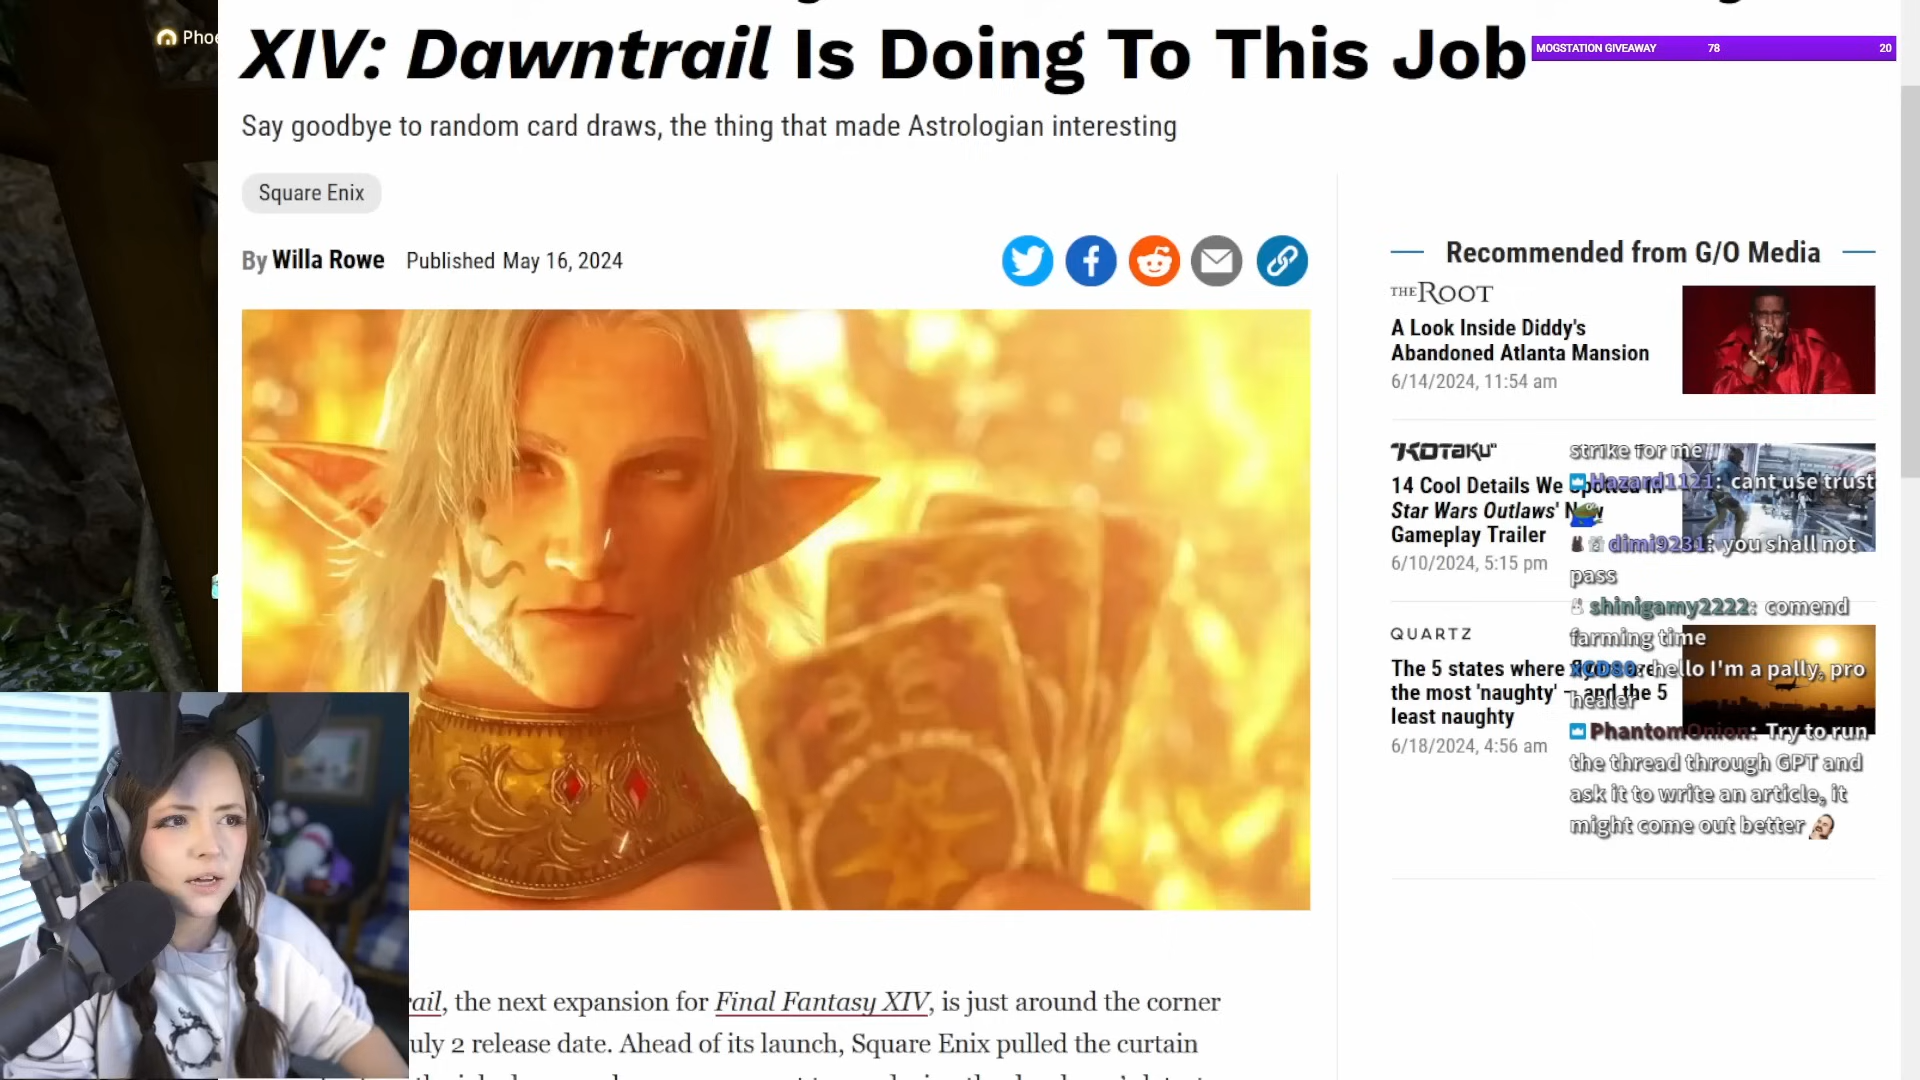 XIV: Dawntrail Is Doing To This Job
MOGSTATION GIVEAWAY 78 20
Say goodbye to random card draws, the thing that made Astrologian interesting
Square Enix
By Willa Rowe Published May 16, 2024
Recommended from G/O Media
THE ROOT
A Look Inside Diddy's
Abandoned Atlanta Mansion
6/14/2024, 11:54 am
KOTAKU
14 Cool Details We Spotted in
Star Wars Outlaws' New
Gameplay Trailer
6/10/2024, 5:15 pm
QUARTZ
The 5 states where
the most 'naughty' – and the 5
least naughty
6/18/2024, 4:56 am
strike for me
Hazard1121: cant use trust
dimi9231: you shall not
pass
shinigamy2222: comend
farming time
xCD80: hello I'm a pally, pro
healer
PhantomOnion: Try to run
the thread through GPT and
ask it to write an article, it
might come out better
ail, the next expansion for Final Fantasy XIV, is just around the corner
uly 2 release date. Ahead of its launch, Square Enix pulled the curtain